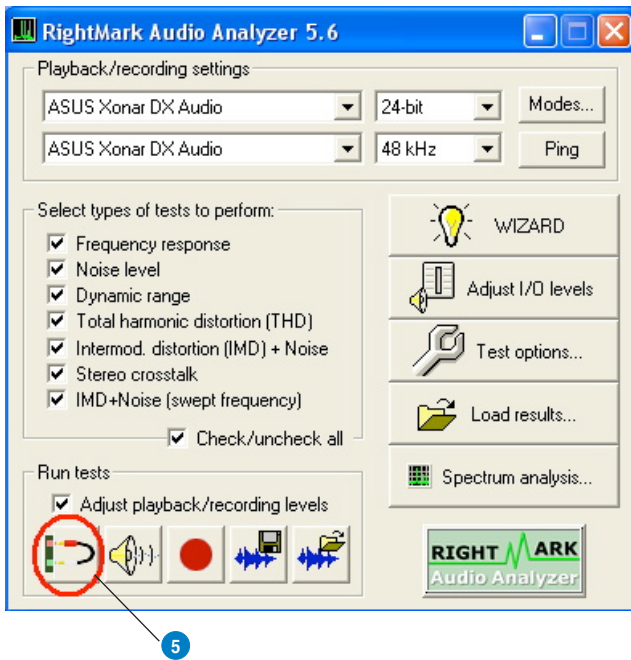 RightMark Audio Analyzer 5.6
Playback/recording settings
ASUS Xonar DX Audio 24-bit Modes...
ASUS Xonar DX Audio 48 kHz Ping
Select types of tests to perform:
Frequency response
Noise level
Dynamic range
Total harmonic distortion (THD)
Intermod. distortion (IMD) + Noise
Stereo crosstalk
IMD+Noise (swept frequency)
Check/uncheck all
WIZARD
Adjust I/O levels
Test options...
Load results...
Spectrum analysis...
Run tests
Adjust playback/recording levels
RIGHT MARK
Audio Analyzer
5